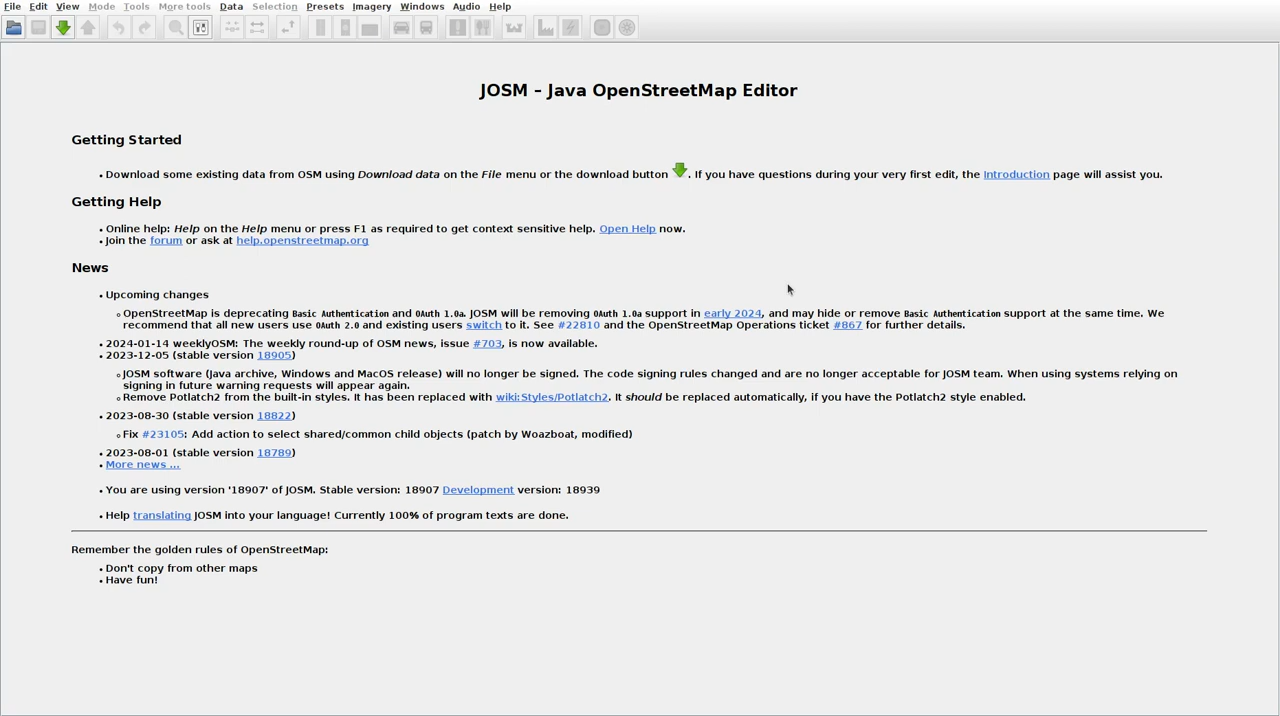 File Edit View Mode Tools More tools Data Selection Presets Imagery Windows Audio Help
JOSM – Java OpenStreetMap Editor
Getting Started
Download some existing data from OSM using Download data on the File menu or the download button . If you have questions during your very first edit, the Introduction page will assist you.
Getting Help
Online help: Help on the Help menu or press F1 as required to get context sensitive help. Open Help now.
Join the forum or ask at help.openstreetmap.org
News
Upcoming changes
OpenStreetMap is deprecating Basic Authentication and OAuth 1.0a. JOSM will be removing OAuth 1.0a support in early 2024, and may hide or remove Basic Authentication support at the same time. We
recommend that all new users use OAuth 2.0 and existing users switch to it. See #22810 and the OpenStreetMap Operations ticket #867 for further details.
2024-01-14 weeklyOSM: The weekly round-up of OSM news, issue #703, is now available.
2023-12-05 (stable version 18905)
JOSM software (Java archive, Windows and MacOS release) will no longer be signed. The code signing rules changed and are no longer acceptable for JOSM team. When using systems relying on
signing in future warning requests will appear again.
Remove Potlatch2 from the built-in styles. It has been replaced with wiki:Styles/Potlatch2. It should be replaced automatically, if you have the Potlatch2 style enabled.
2023-08-30 (stable version 18822)
Fix #23105: Add action to select shared/common child objects (patch by Woazboat, modified)
2023-08-01 (stable version 18789)
More news ...
You are using version '18907' of JOSM. Stable version: 18907 Development version: 18939
Help translating JOSM into your language! Currently 100% of program texts are done.
Remember the golden rules of OpenStreetMap:
Don't copy from other maps
Have fun!